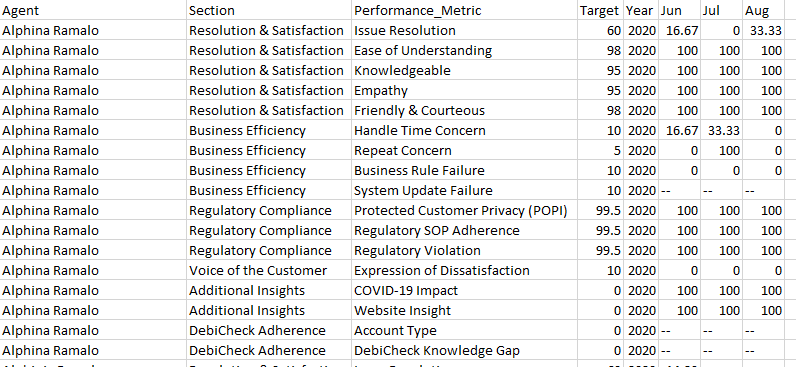 Agent Section Performance_Metric Target Year Jun Jul Aug
Alphina Ramalo Resolution & Satisfaction Issue Resolution 60 2020 16.67 0 33.33
Alphina Ramalo Resolution & Satisfaction Ease of Understanding 98 2020 100 100 100
Alphina Ramalo Resolution & Satisfaction Knowledgeable 95 2020 100 100 100
Alphina Ramalo Resolution & Satisfaction Empathy 95 2020 100 100 100
Alphina Ramalo Resolution & Satisfaction Friendly & Courteous 98 2020 100 100 100
Alphina Ramalo Business Efficiency Handle Time Concern 10 2020 16.67 33.33 0
Alphina Ramalo Business Efficiency Repeat Concern 5 2020 0 100 0
Alphina Ramalo Business Efficiency Business Rule Failure 10 2020 0 0 0
Alphina Ramalo Business Efficiency System Update Failure 10 2020 -- -- --
Alphina Ramalo Regulatory Compliance Protected Customer Privacy (POPI) 99.5 2020 100 100 100
Alphina Ramalo Regulatory Compliance Regulatory SOP Adherence 99.5 2020 100 100 100
Alphina Ramalo Regulatory Compliance Regulatory Violation 99.5 2020 100 100 100
Alphina Ramalo Voice of the Customer Expression of Dissatisfaction 10 2020 0 0 0
Alphina Ramalo Additional Insights COVID-19 Impact 0 2020 100 100 100
Alphina Ramalo Additional Insights Website Insight 0 2020 100 100 100
Alphina Ramalo DebiCheck Adherence Account Type 0 2020 -- -- --
Alphina Ramalo DebiCheck Adherence DebiCheck Knowledge Gap 0 2020 -- -- --